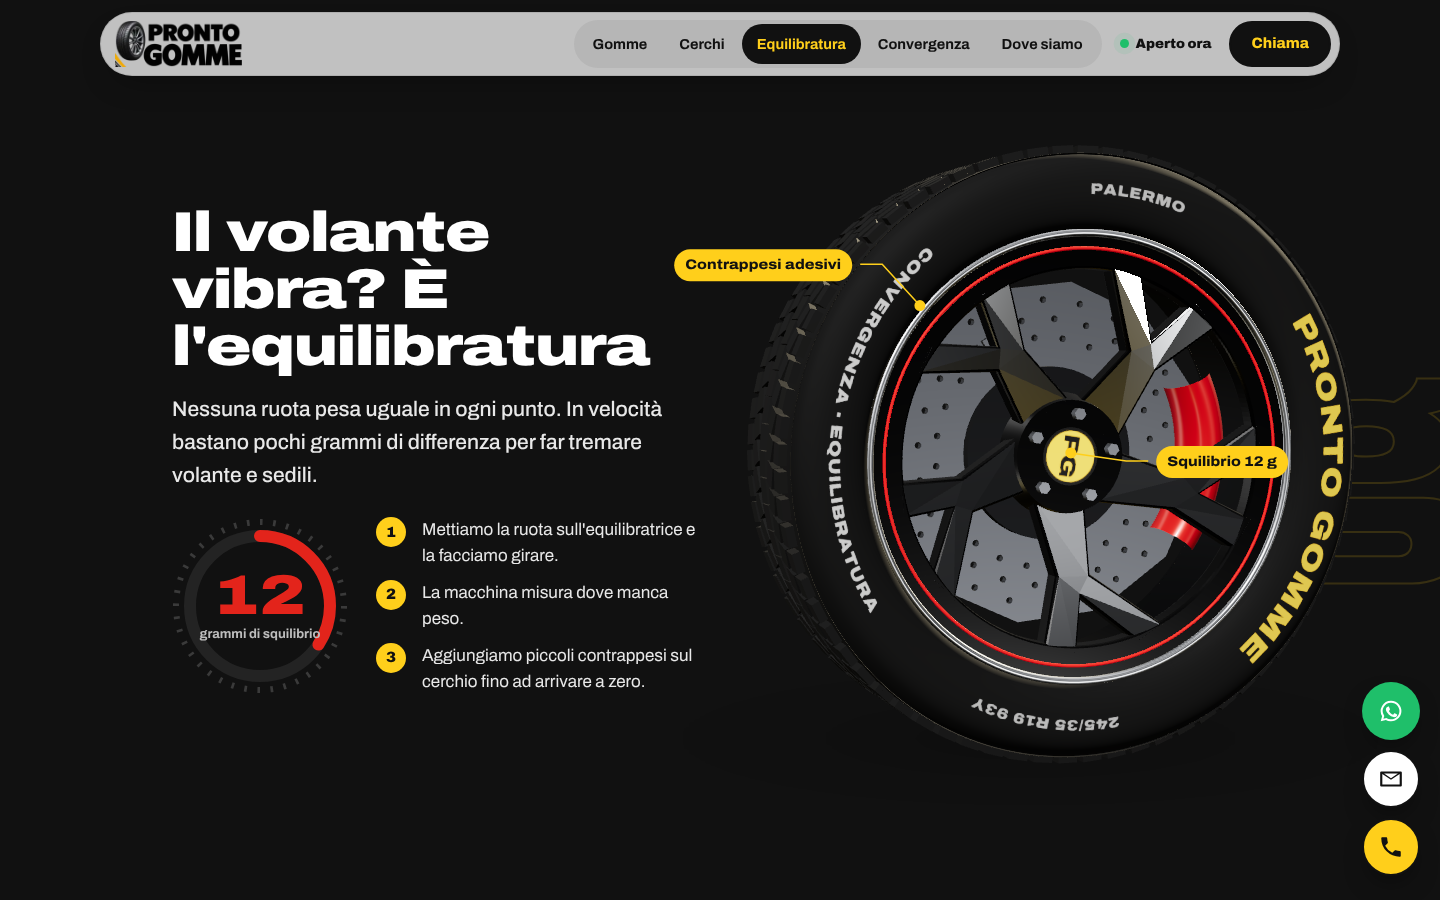 PRONTO
GOMME
Gomme
Cerchi
Equilibratura
Convergenza
Dove siamo
Aperto ora
Chiama
Il volante
vibra? È
l'equilibratura
Nessuna ruota pesa uguale in ogni punto. In velocità
bastano pochi grammi di differenza per far tremare
volante e sedili.
12
grammi di squilibrio
1
Mettiamo la ruota sull'equilibratrice e
la facciamo girare.
2
La macchina misura dove manca
peso.
3
Aggiungiamo piccoli contrappesi sul
cerchio fino ad arrivare a zero.
PALERMO
Contrappesi adesivi
CONVERGENZA · EQUILIBRATURA
PRONTO GOMME
FG
Squilibrio 12 g
245/35 R19 93Y